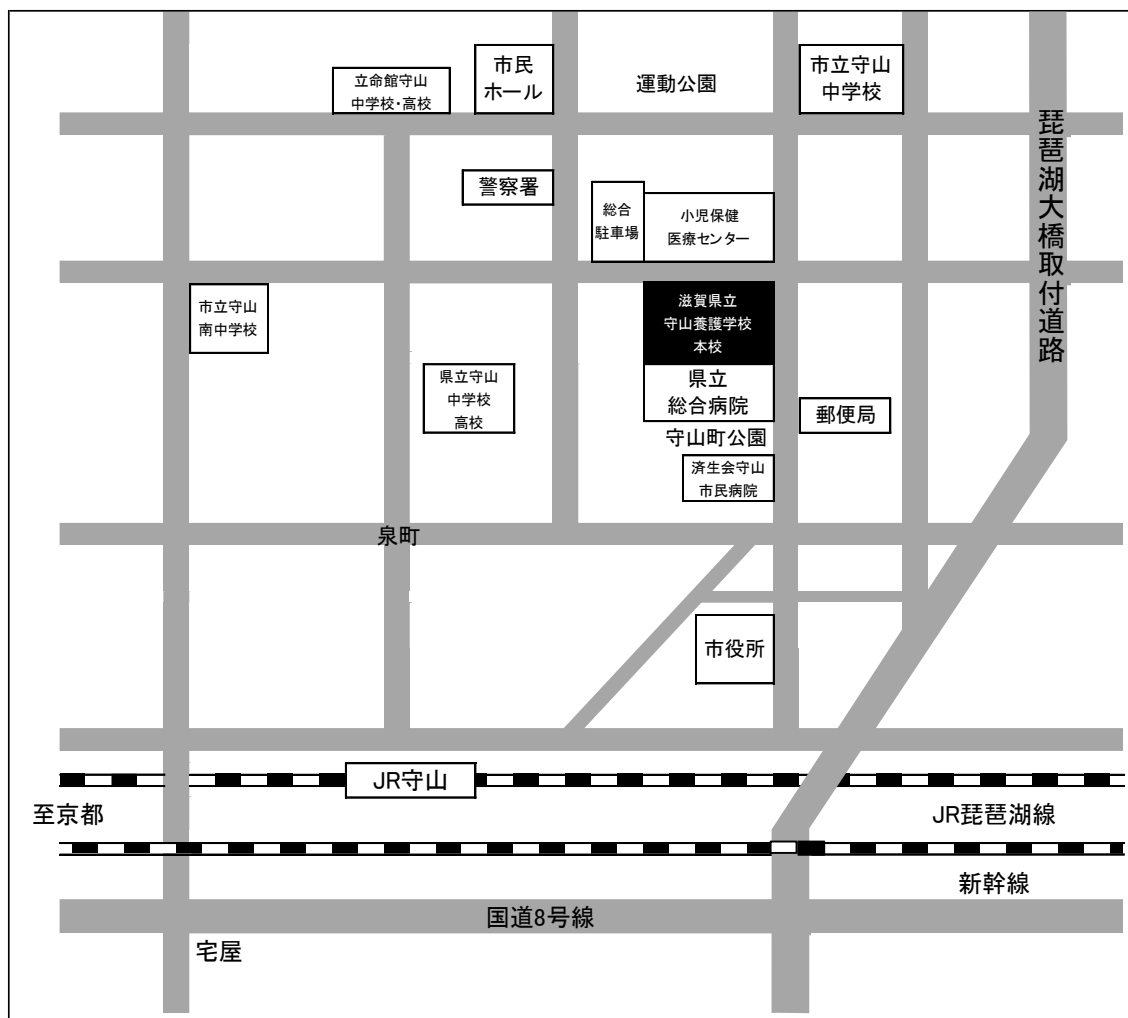 立命館守山
中学校・高校
市民
ホール
運動公園
市立守山
中学校
琵琶湖大橋取付道路
警察署
総合
駐車場
小児保健
医療センター
市立守山
南中学校
滋賀県立
守山養護学校
本校
県立守山
中学校
高校
県立
総合病院
郵便局
守山町公園
済生会守山
市民病院
泉町
市役所
JR守山
至京都
JR琵琶湖線
新幹線
国道8号線
宅屋